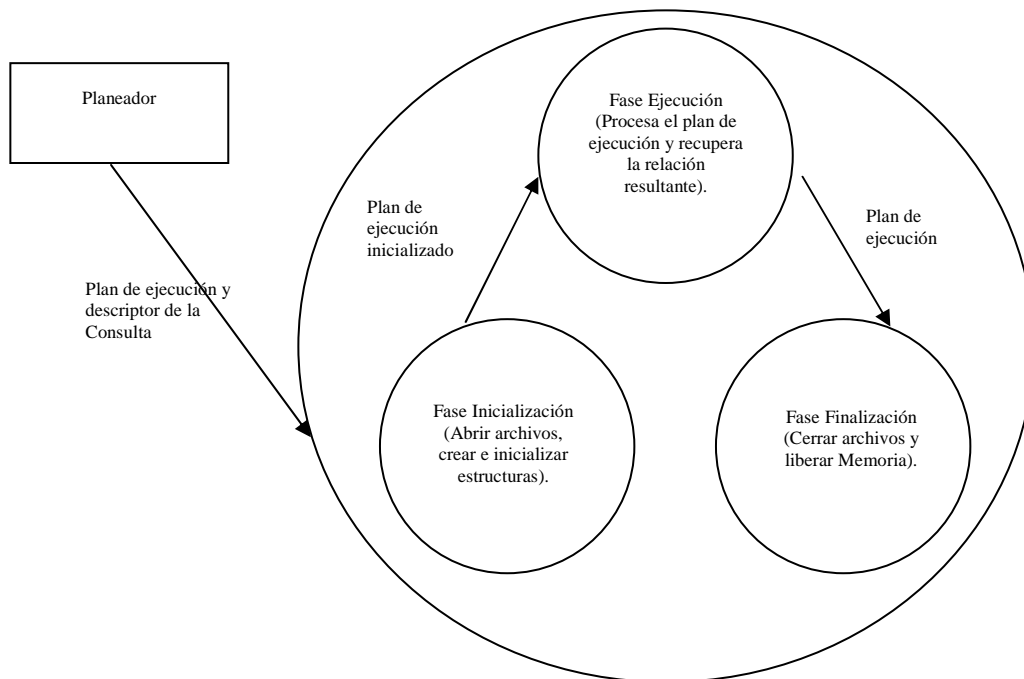 Planeador
Plan de ejecución y
descriptor de la
Consulta
Fase Ejecución
(Procesa el plan de
ejecución y recupera
la relación
resultante).
Plan de
ejecución
inicializado
Plan de
ejecución
Fase Inicialización
(Abrir archivos,
crear e inicializar
estructuras).
Fase Finalización
(Cerrar archivos y
liberar Memoria).